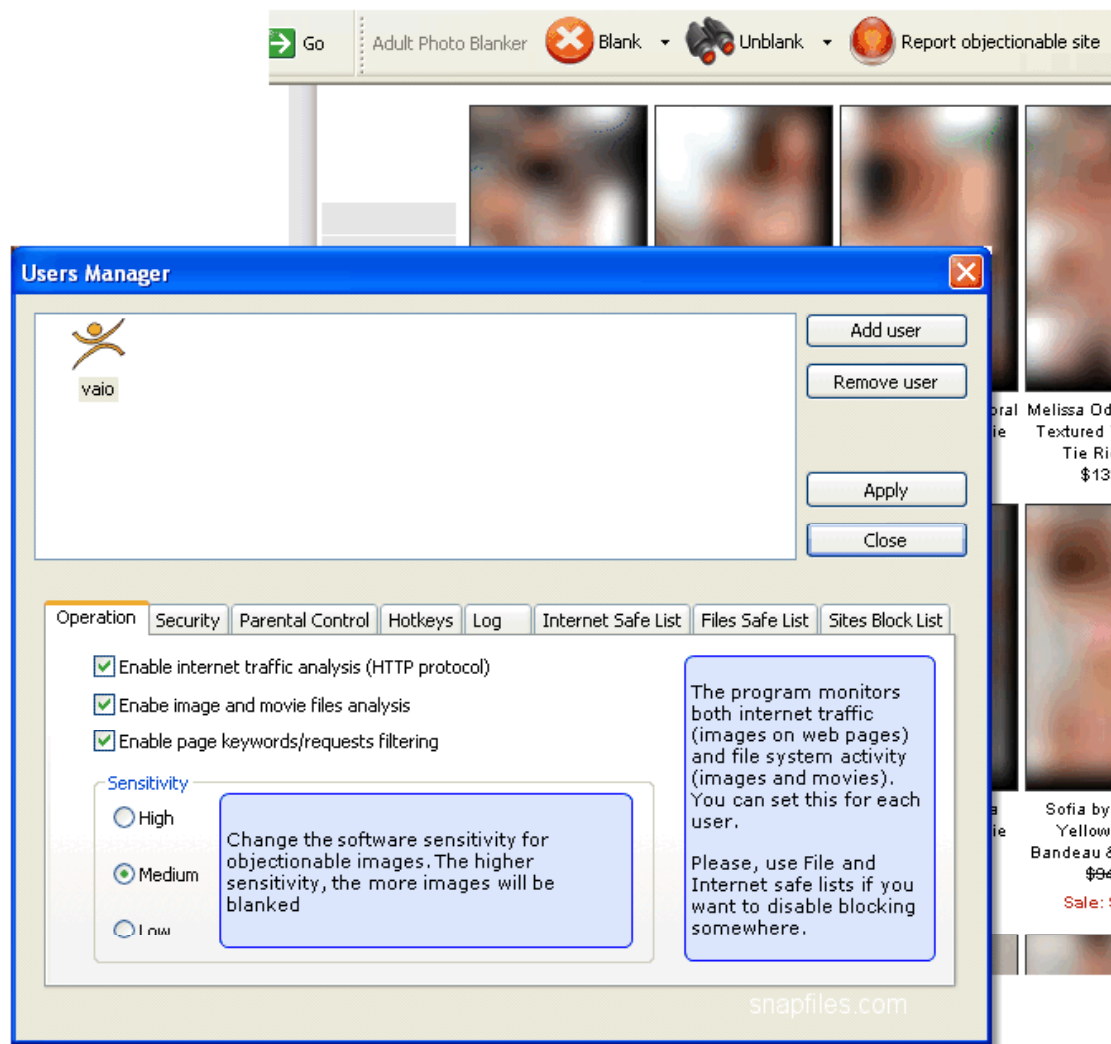 Go
Adult Photo Blanker
Blank
Unblank
Report objectionable site
Users Manager
vaio
Add user
Remove user
Apply
Close
Melissa Od
Textured
Tie Ri
$13
Operation
Security
Parental Control
Hotkeys
Log
Internet Safe List
Files Safe List
Sites Block List
Enable internet traffic analysis (HTTP protocol)
Enabe image and movie files analysis
Enable page keywords/requests filtering
Sensitivity
High
Medium
Low
Change the software sensitivity for
objectionable images. The higher
sensitivity, the more images will be
blanked
The program monitors
both internet traffic
(images on web pages)
and file system activity
(images and movies).
You can set this for each
user.
Please, use File and
Internet safe lists if you
want to disable blocking
somewhere.
Sofia by
Yellow
Bandeau &
$94
Sale:
snapfiles.com